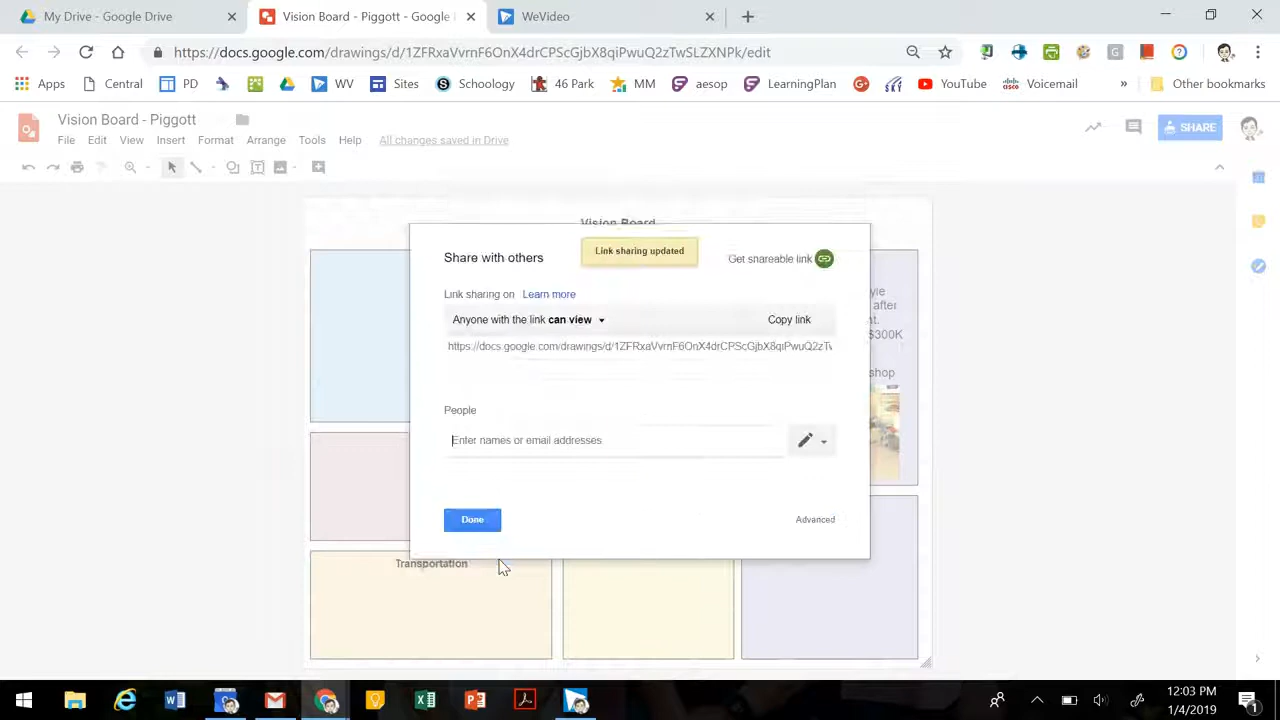 My Drive - Google Drive
Vision Board - Piggott - Google
WeVideo
https://docs.google.com/drawings/d/1ZFRxaVvrnF6OnX4drCPScGjbX8qiPwuQ2zTwSLZXNPk/edit
Apps
Central
PD
WV
Sites
Schoology
46 Park
MM
aesop
LearningPlan
YouTube
Voicemail
»
Other bookmarks
Vision Board - Piggott
File
Edit
View
Insert
Format
Arrange
Tools
Help
All changes saved in Drive
SHARE
Vision Board
Share with others
Link sharing updated
Get shareable link
Link sharing on Learn more
Anyone with the link can view
Copy link
https://docs.google.com/drawings/d/1ZFRxaVvrnF6OnX4drCPScGjbX8qiPwuQ2zTw
after
$300K
shop
People
Enter names or email addresses
Done
Advanced
Transportation
12:03 PM
1/4/2019
1